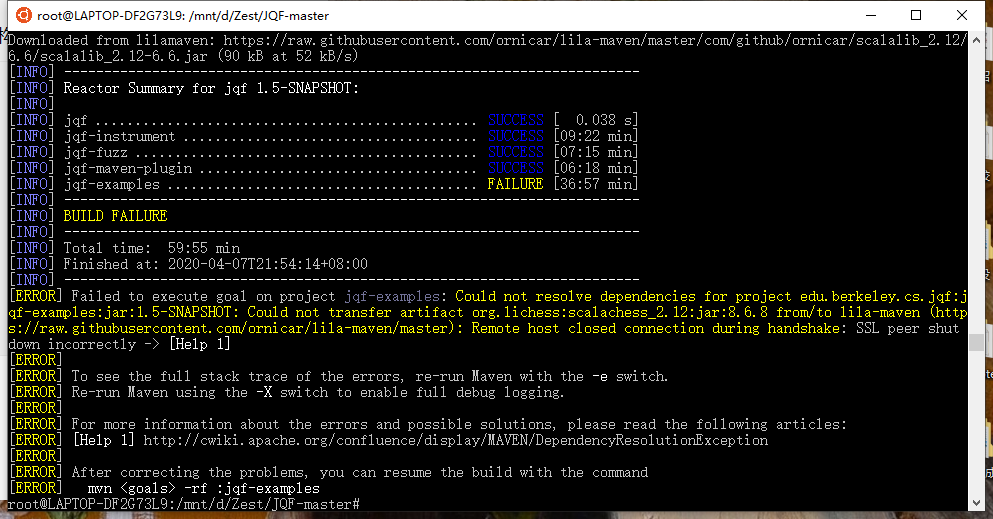 root@LAPTOP-DF2G73L9: /mnt/d/Zest/JQF-master
Downloaded from lilamaven: https://raw.githubusercontent.com/ornicar/lila-maven/master/com/github/ornicar/scalalib_2.12/
6.6/scalalib_2.12-6.6.jar (90 kB at 52 kB/s)
[INFO] ------------------------------------------------------------------------
[INFO] Reactor Summary for jqf 1.5-SNAPSHOT:
[INFO]
[INFO] jqf ................................................ SUCCESS [  0.038 s]
[INFO] jqf-instrument ..................................... SUCCESS [09:22 min]
[INFO] jqf-fuzz ........................................... SUCCESS [07:15 min]
[INFO] jqf-maven-plugin ................................... SUCCESS [06:18 min]
[INFO] jqf-examples ....................................... FAILURE [36:57 min]
[INFO] ------------------------------------------------------------------------
[INFO] BUILD FAILURE
[INFO] ------------------------------------------------------------------------
[INFO] Total time:  59:55 min
[INFO] Finished at: 2020-04-07T21:54:14+08:00
[INFO] ------------------------------------------------------------------------
[ERROR] Failed to execute goal on project jqf-examples: Could not resolve dependencies for project edu.berkeley.cs.jqf:j
qf-examples:jar:1.5-SNAPSHOT: Could not transfer artifact org.lichess:scalachess_2.12:jar:8.6.8 from/to lila-maven (http
s://raw.githubusercontent.com/ornicar/lila-maven/master): Remote host closed connection during handshake: SSL peer shut
down incorrectly -> [Help 1]
[ERROR]
[ERROR] To see the full stack trace of the errors, re-run Maven with the -e switch.
[ERROR] Re-run Maven using the -X switch to enable full debug logging.
[ERROR]
[ERROR] For more information about the errors and possible solutions, please read the following articles:
[ERROR] [Help 1] http://cwiki.apache.org/confluence/display/MAVEN/DependencyResolutionException
[ERROR]
[ERROR] After correcting the problems, you can resume the build with the command
[ERROR]   mvn <goals> -rf :jqf-examples
root@LAPTOP-DF2G73L9:/mnt/d/Zest/JQF-master#